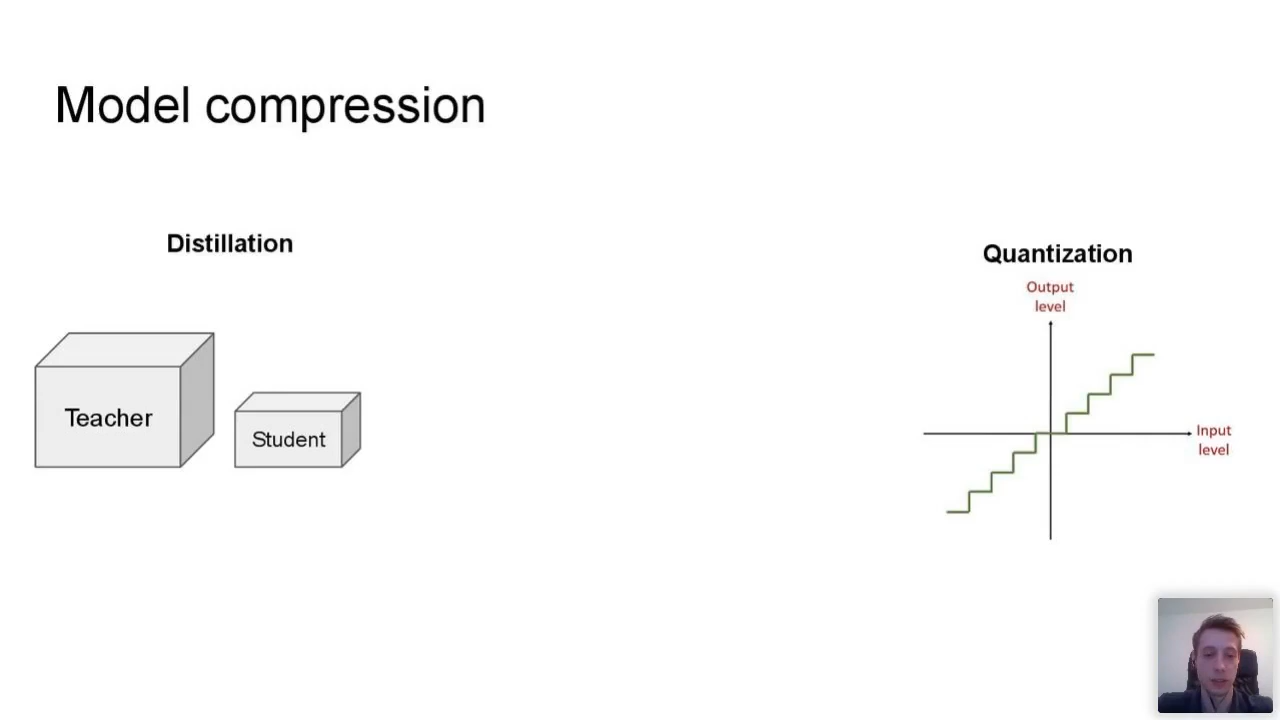 Model compression
Distillation
Teacher
Student
Quantization
Output
level
Input
level